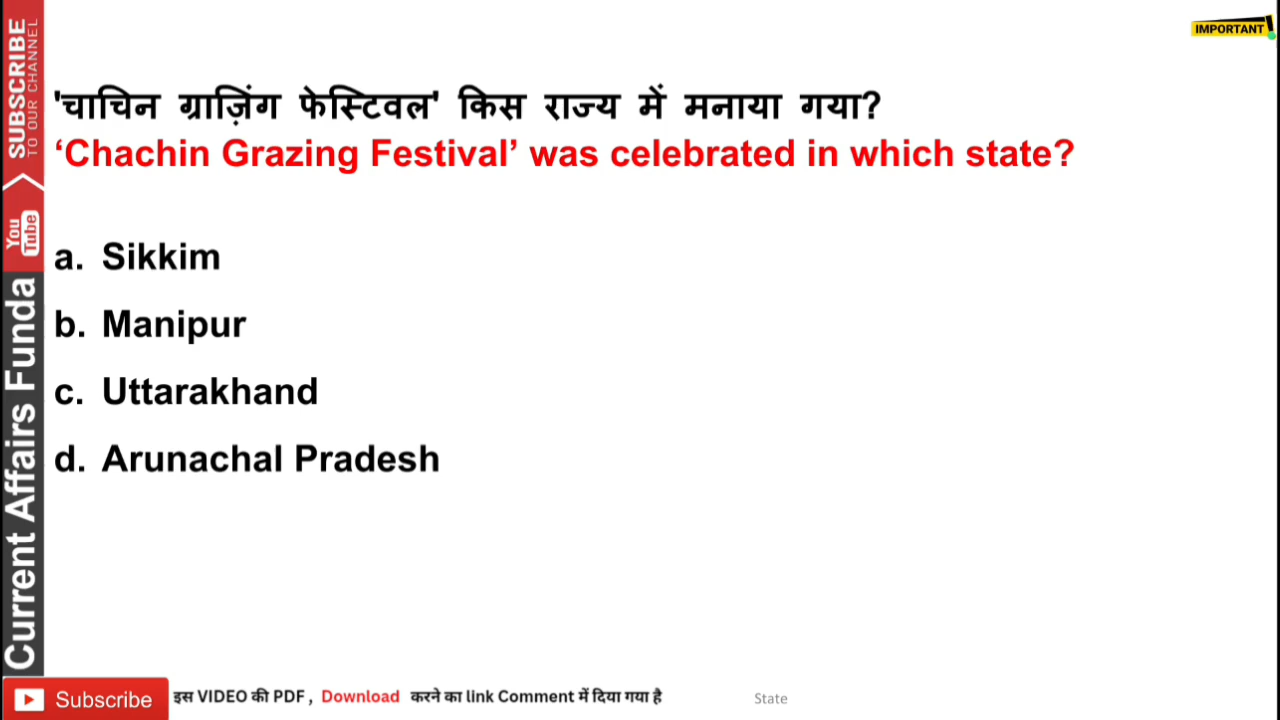 IMPORTANT !
'चाचिन ग्राज़िंग फेस्टिवल' किस राज्य में मनाया गया?
‘Chachin Grazing Festival’ was celebrated in which state?
a. Sikkim
b. Manipur
c. Uttarakhand
d. Arunachal Pradesh
SUBSCRIBE
TO OUR CHANNEL
You
Tube
Current Affairs Funda
Subscribe
इस VIDEO की PDF , Download करने का link Comment में दिया गया है
State